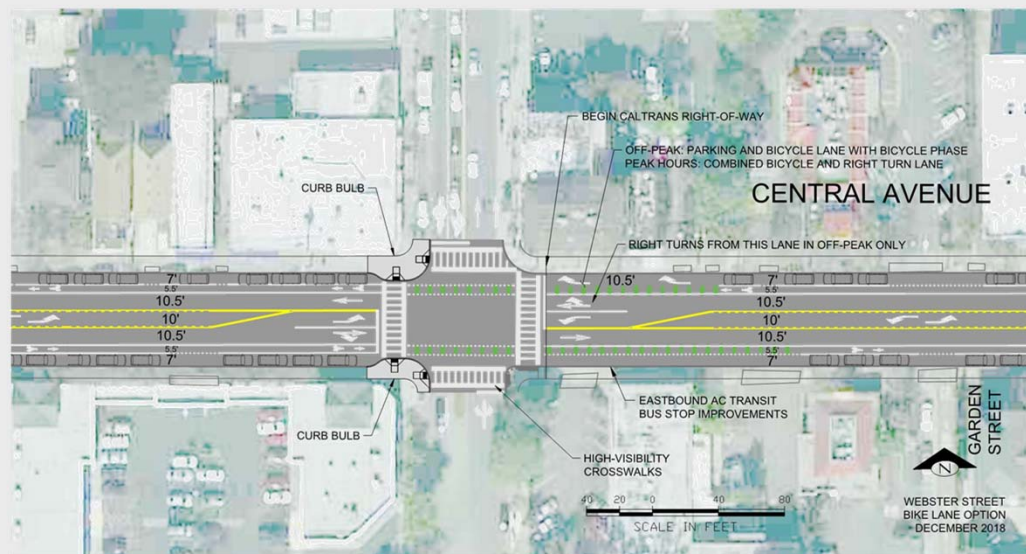 BEGIN CALTRANS RIGHT-OF-WAY
OFF-PEAK: PARKING AND BICYCLE LANE WITH BICYCLE PHASE
PEAK HOURS: COMBINED BICYCLE AND RIGHT TURN LANE
CENTRAL AVENUE
CURB BULB
RIGHT TURNS FROM THIS LANE IN OFF-PEAK ONLY
7'
5.5'
10.5'
10'
10.5'
5.5'
7'
10.5'
7'
5.5'
10.5'
10'
10.5'
5.5'
7'
EASTBOUND AC TRANSIT
BUS STOP IMPROVEMENTS
CURB BULB
HIGH-VISIBILITY
CROSSWALKS
GARDEN
STREET
N
40 20 0 40 80
SCALE IN FEET
WEBSTER STREET
BIKE LANE OPTION
DECEMBER 2018